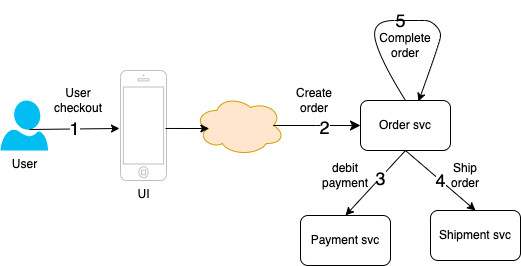 5
Complete
order
User
checkout
1
Create
order
2
Order svc
User
UI
debit
payment
3
Ship
order
4
Payment svc
Shipment svc